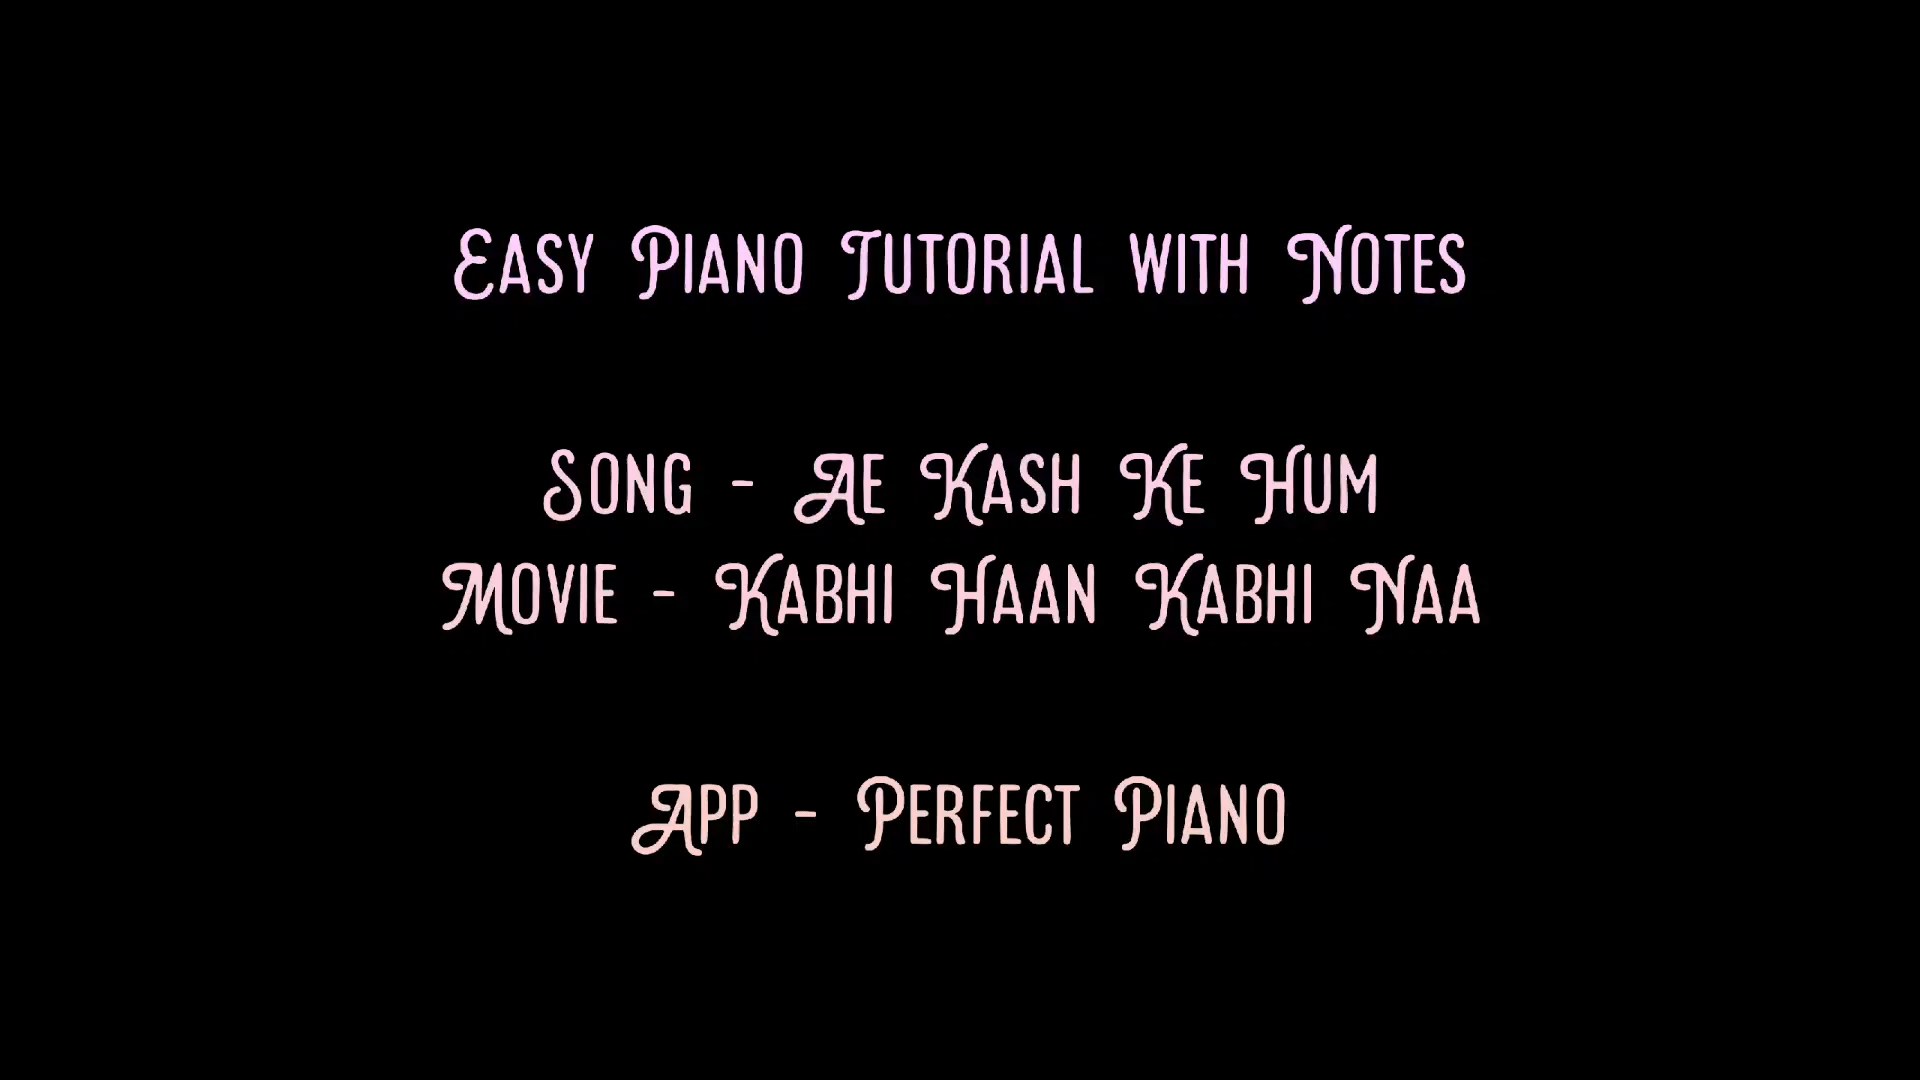 Easy Piano Tutorial with Notes
Song - Ae Kash Ke Hum
Movie - Kabhi Haan Kabhi Naa
App - Perfect Piano